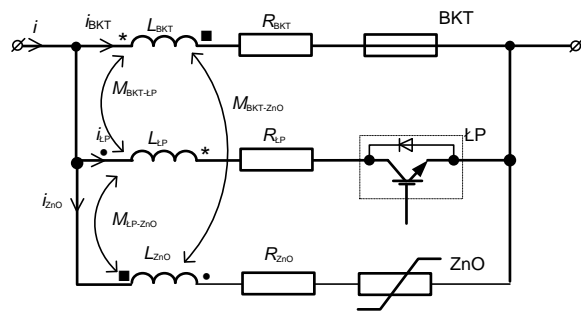 i
iBKT
*
LBKT
RBKT
BKT
MBKT-ŁP
MBKT-ZnO
iŁP
LŁP
*
RŁP
ŁP
iZnO
MŁP-ZnO
LZnO
RZnO
ZnO